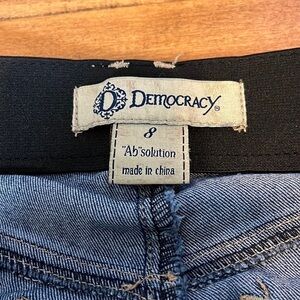 D DEMOCRACY®
8
"Ab"solution
made in china